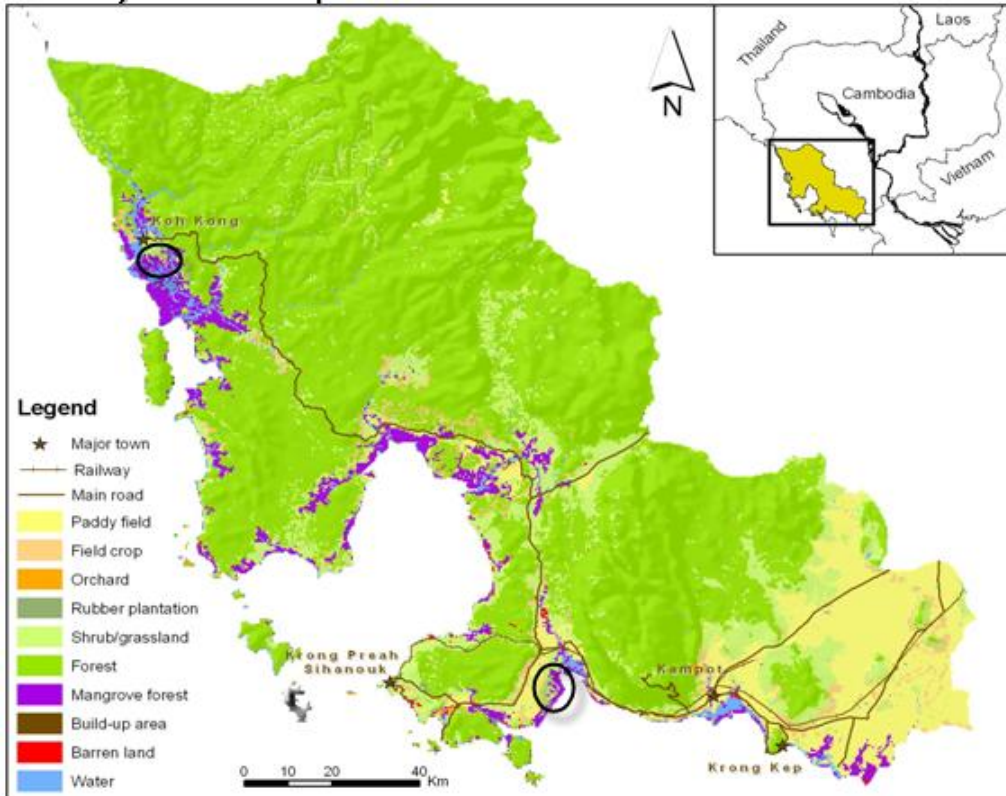 Laos
Thailand
Cambodia
Vietnam
N
Koh Kong
Legend
Major town
Railway
Main road
Paddy field
Field crop
Orchard
Rubber plantation
Shrub/grassland
Forest
Mangrove forest
Build-up area
Barren land
Water
Krong Preah
Sihanouk
Kampot
Krong Kep
0 10 20 40
Km